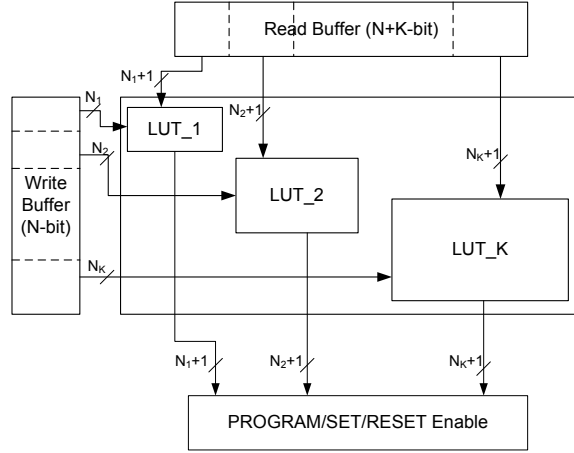 Read Buffer (N+K-bit)
N₁+1
N₂+1
N₁
N₂
LUT_1
Nₖ+1
Write
Buffer
(N-bit)
LUT_2
LUT_K
Nₖ
N₁+1
N₂+1
Nₖ+1
PROGRAM/SET/RESET Enable